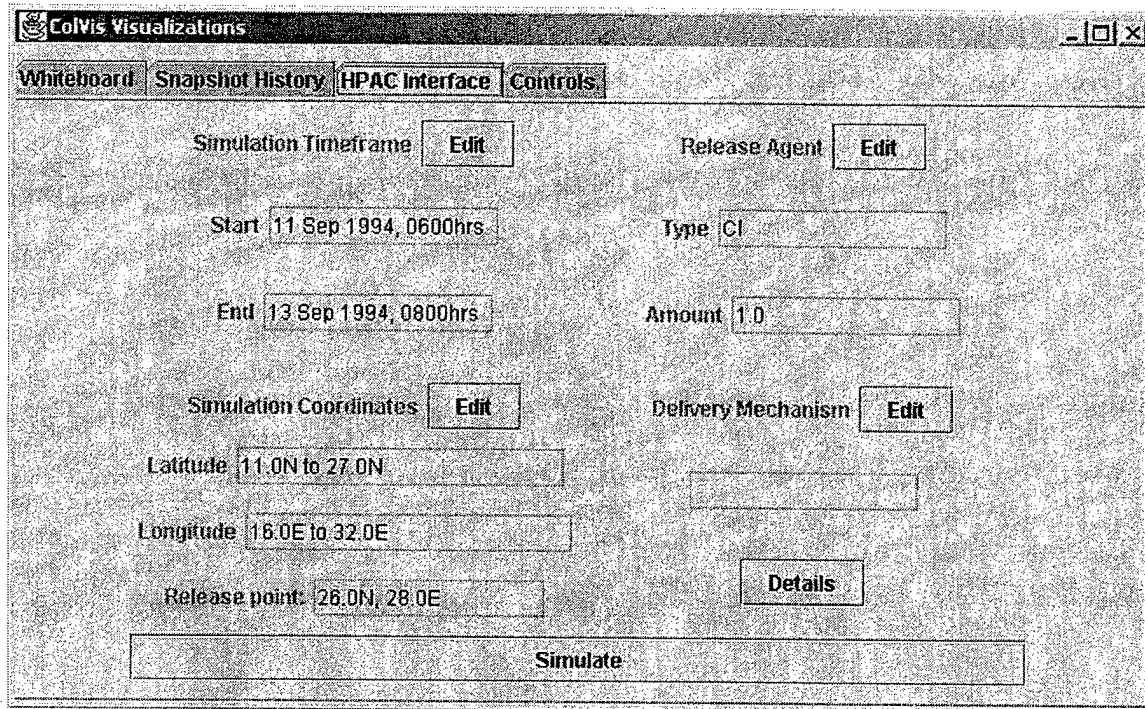 ColVis Visualizations
Whiteboard Snapshot History HPAC Interface Controls
Simulation Timeframe Edit
Release Agent Edit
Start 11 Sep 1994, 0600hrs
Type Cl
End 13 Sep 1994, 0800hrs
Amount 1.0
Simulation Coordinates Edit
Delivery Mechanism Edit
Latitude 11.0N to 27.0N
Longitude 16.0E to 32.0E
Details
Release point: 26.0N, 28.0E
Simulate